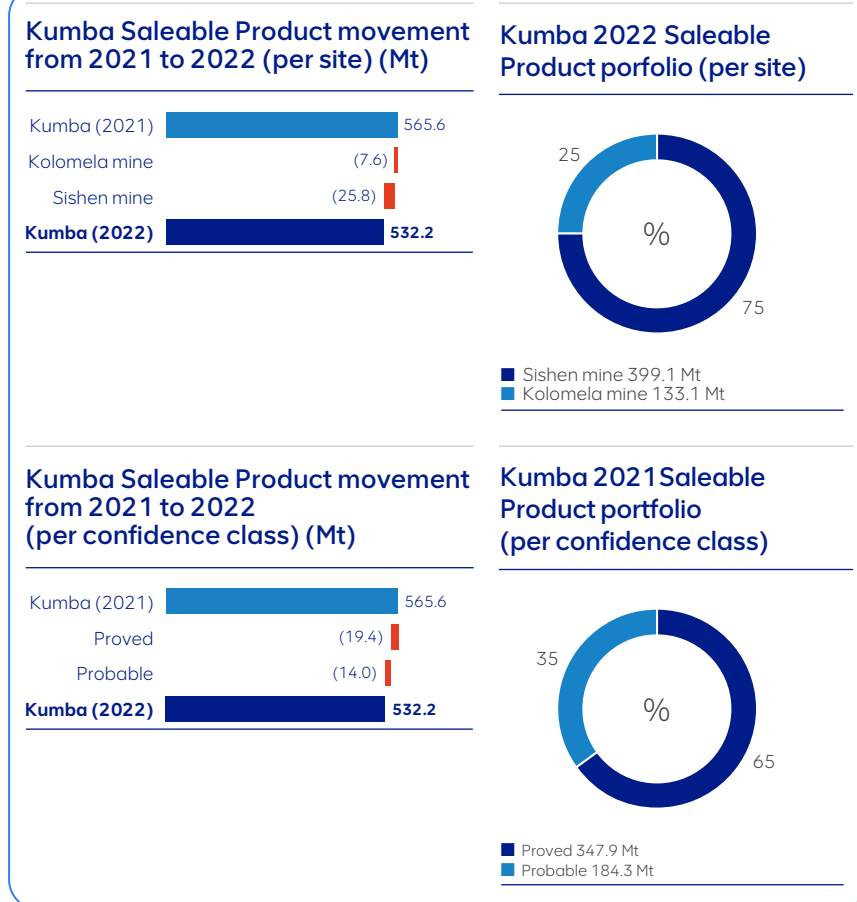 Kumba Saleable Product movement
from 2021 to 2022 (per site) (Mt)
Kumba (2021) 565.6
Kolomela mine (7.6)
Sishen mine (25.8)
Kumba (2022) 532.2
Kumba 2022 Saleable
Product porfolio (per site)
25
%
75
Sishen mine 399.1 Mt
Kolomela mine 133.1 Mt
Kumba Saleable Product movement
from 2021 to 2022
(per confidence class) (Mt)
Kumba (2021) 565.6
Proved (19.4)
Probable (14.0)
Kumba (2022) 532.2
Kumba 2021Saleable
Product portfolio
(per confidence class)
35
%
65
Proved 347.9 Mt
Probable 184.3 Mt